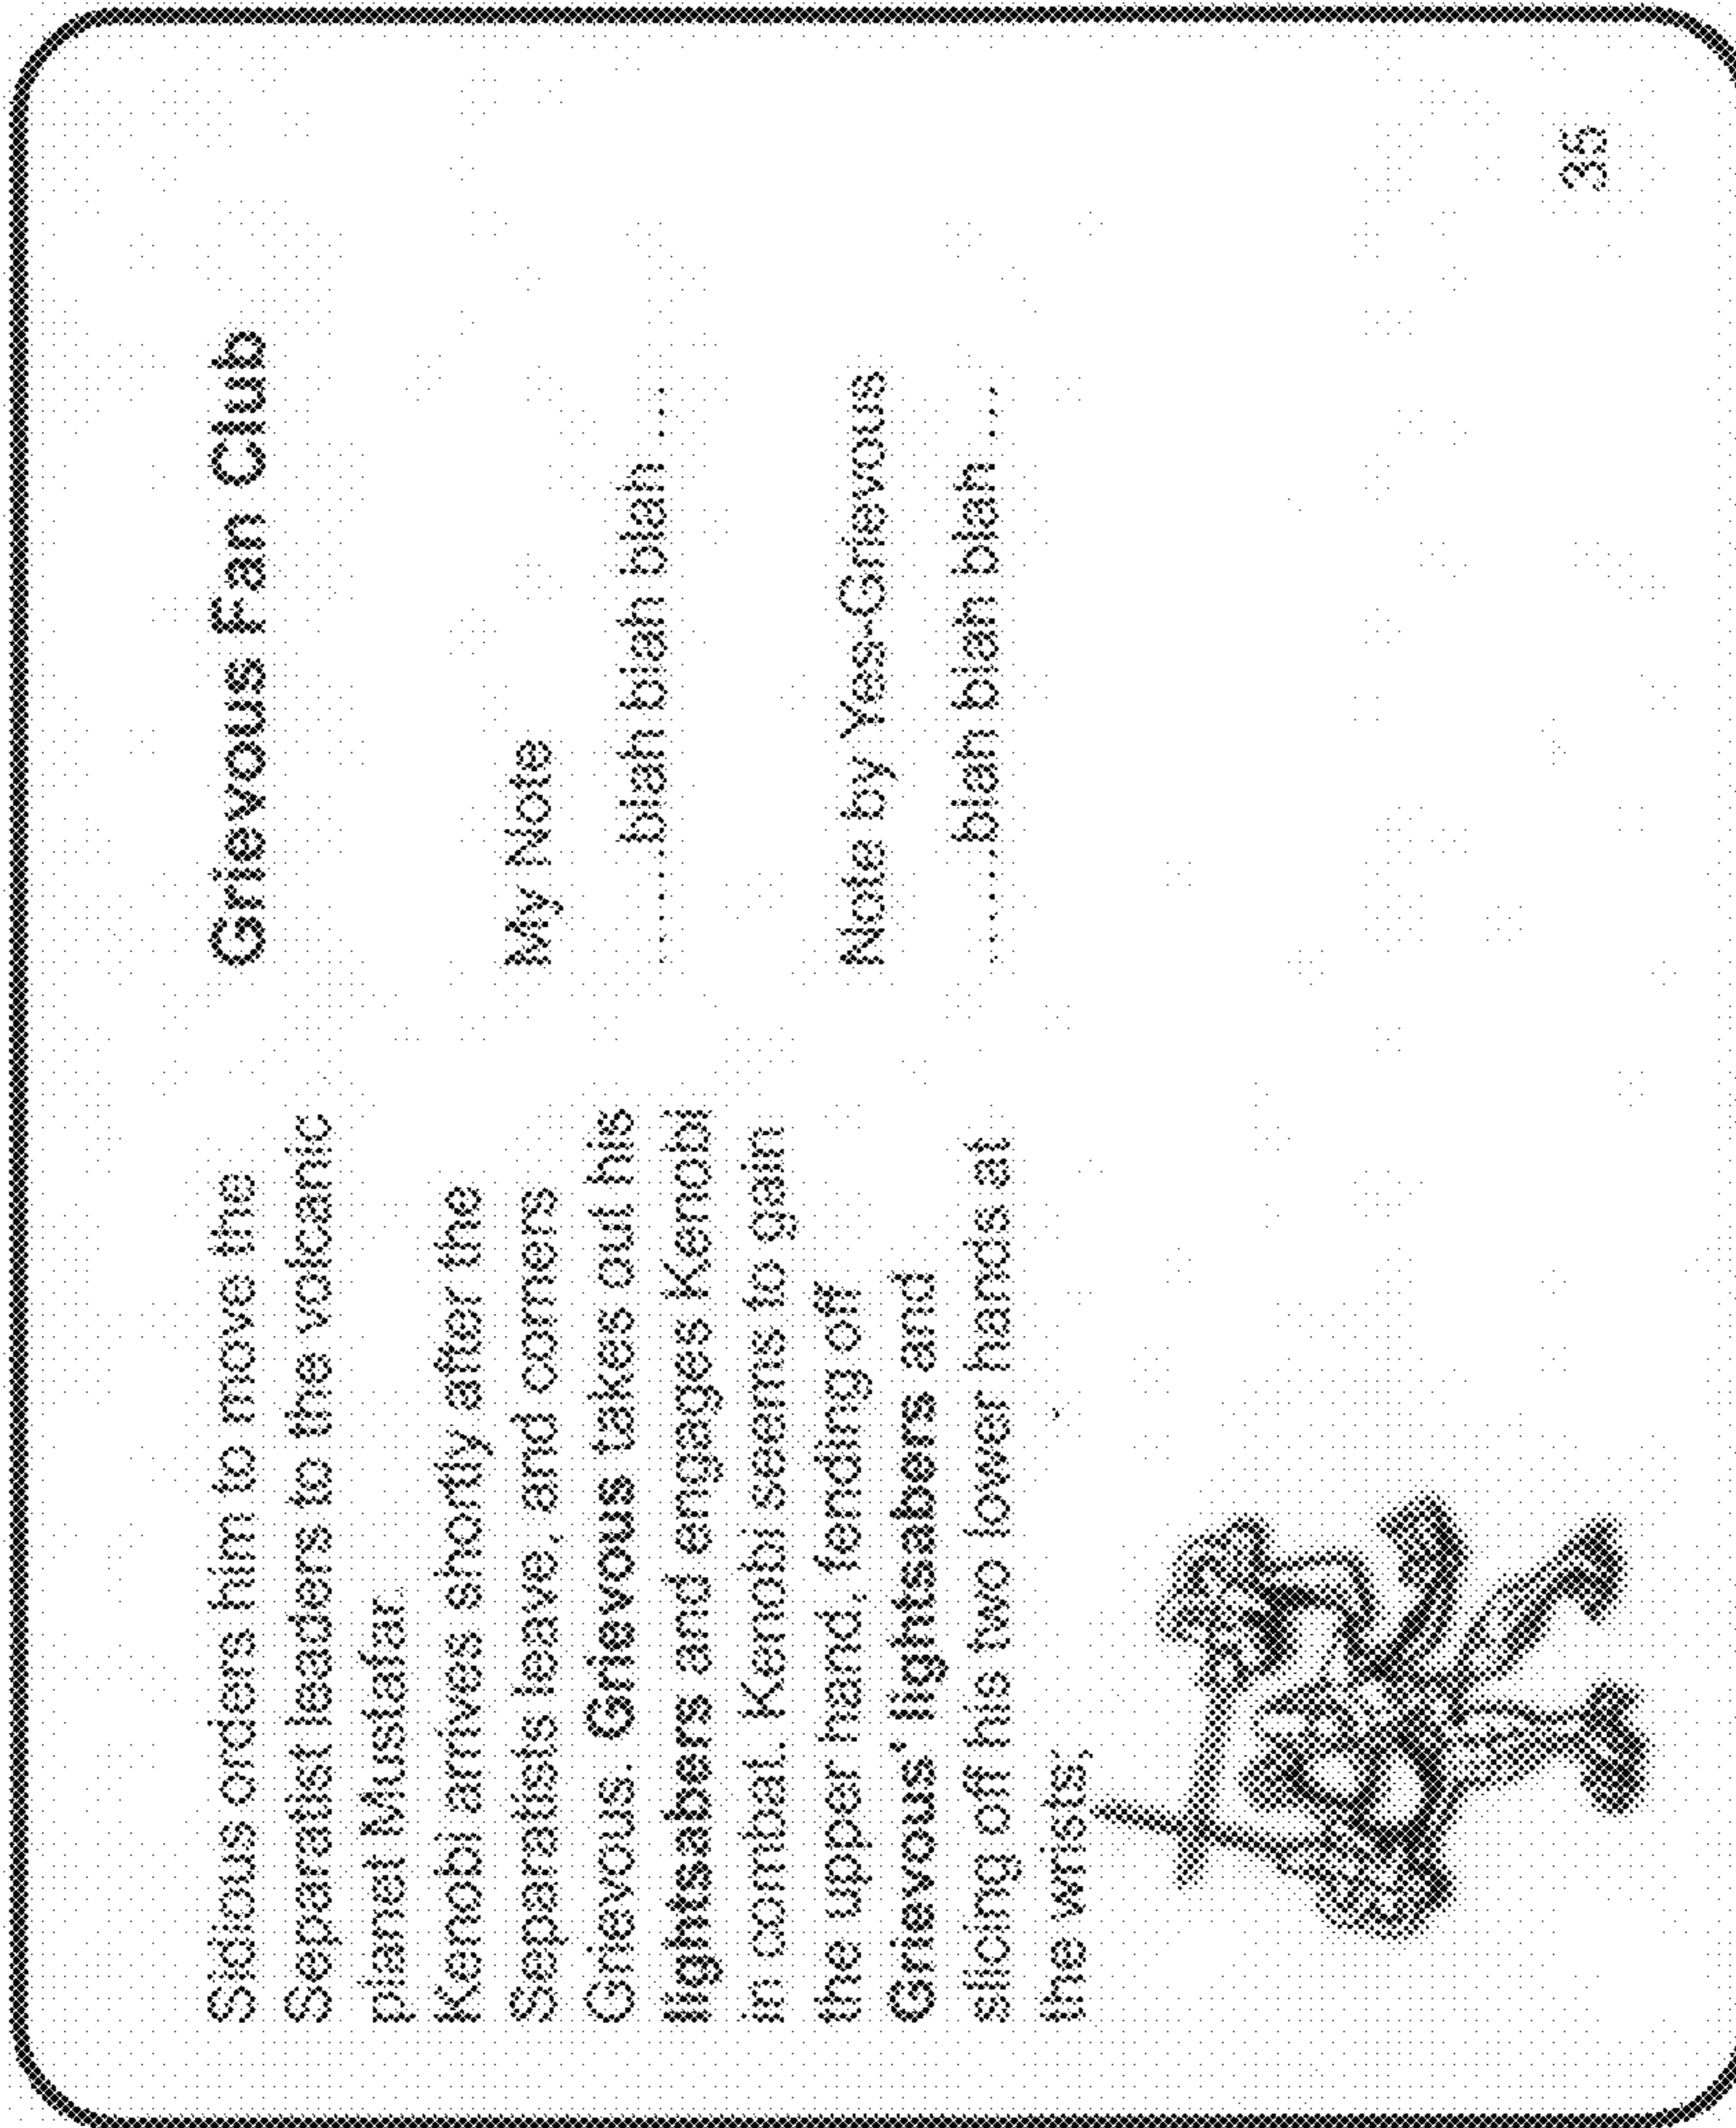 Sidious orders him to move the
Separatist leaders to the volcanic
planet Mustafar.
Kenobi arrives shortly after the
Separatists leave, and corners
Grievous. Grievous takes out his
lightsabers and engages Kenobi
in combat. Kenobi seems to gain
the upper hand, fending off
Grievous' lightsabers and
slicing off his two lower hands at
the wrists.
Grievous Fan Club
My Note
...... blah blah blah ...
Note by Yes-Grievous
...... blah blah blah ...
35